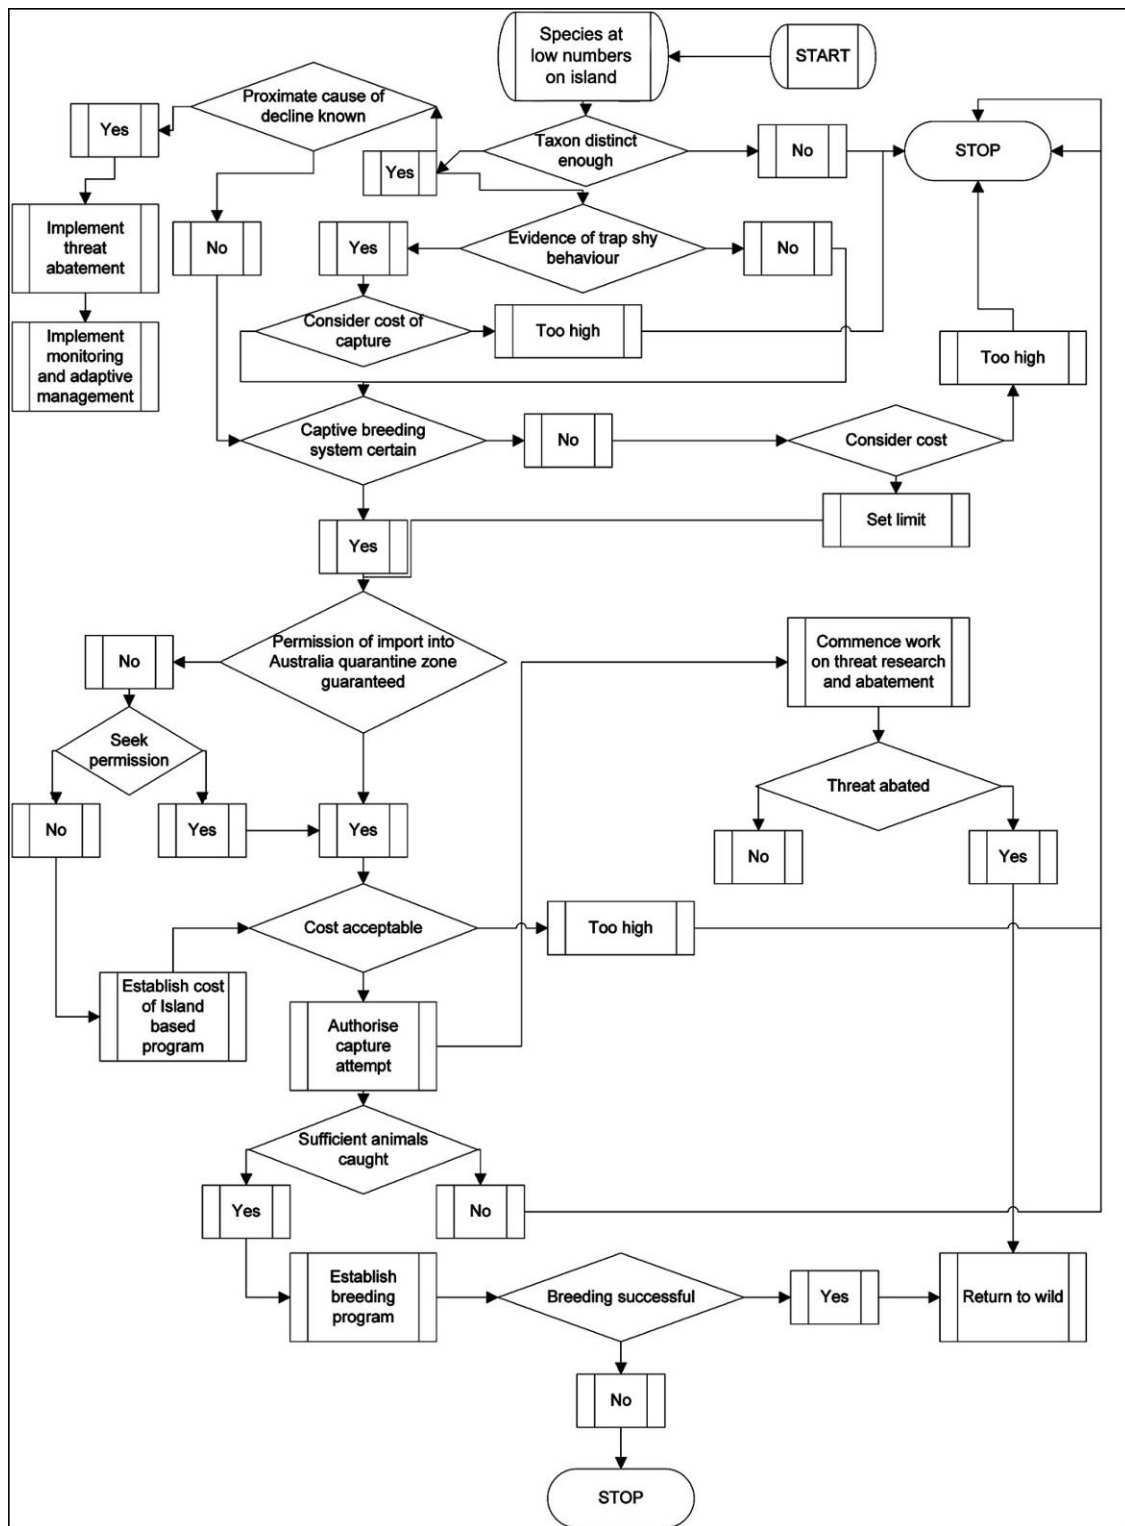 Species at
low numbers
on island
START
Proximate cause of
decline known
Yes
Taxon distinct
enough
No
STOP
Yes
Implement
threat
abatement
No
Yes
Evidence of trap shy
behaviour
No
Consider cost of
capture
Too high
Implement
monitoring
and adaptive
management
Too high
Captive breeding
system certain
No
Consider cost
Set limit
Yes
Permission of import into
Australia quarantine zone
guaranteed
No
Commence work
on threat research
and abatement
Seek
permission
Threat abated
No
Yes
Yes
No
Yes
Cost acceptable
Too high
Establish cost
of Island
based
program
Authorise
capture
attempt
Sufficient animals
caught
Yes
No
Establish
breeding
program
Breeding successful
Yes
Return to wild
No
STOP